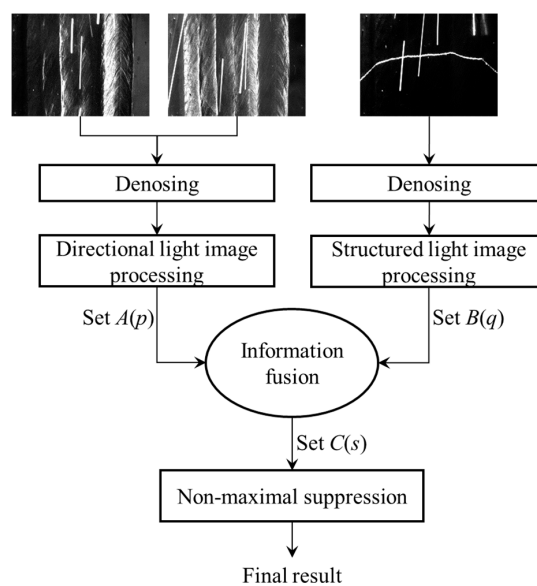 Denosing
Denosing
Directional light image
processing
Structured light image
processing
Set A(p)
Set B(q)
Information
fusion
Set C(s)
Non-maximal suppression
Final result